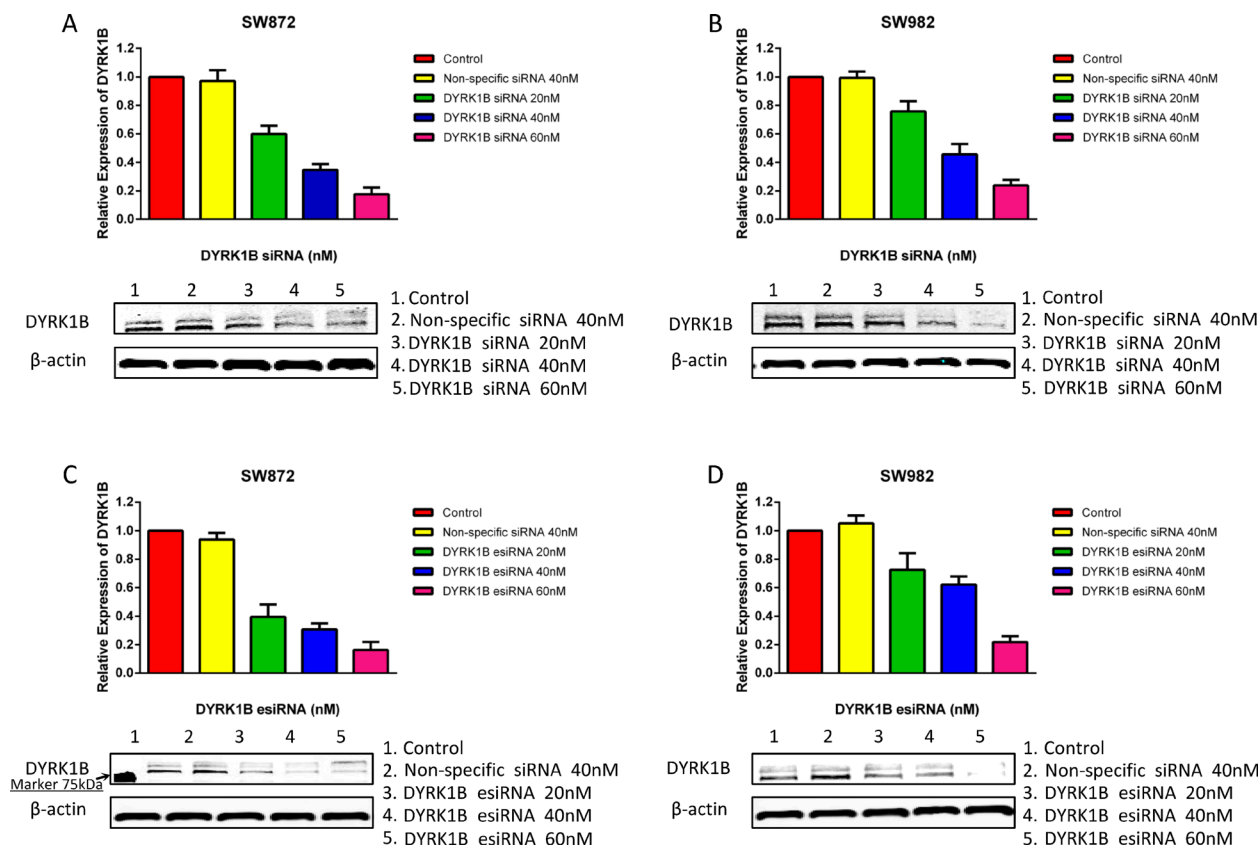 A
SW872
Relative Expression of DYRK1B
1.2
1.0
0.8
0.6
0.4
0.2
0.0
Control
Non-specific siRNA 40nM
DYRK1B siRNA 20nM
DYRK1B siRNA 40nM
DYRK1B siRNA 60nM
DYRK1B siRNA (nM)
1 2 3 4 5
DYRK1B
β-actin
1. Control
2. Non-specific siRNA 40nM
3. DYRK1B siRNA 20nM
4. DYRK1B siRNA 40nM
5. DYRK1B siRNA 60nM
B
SW982
Relative Expression of DYRK1B
1.2
1.0
0.8
0.6
0.4
0.2
0.0
Control
Non-specific siRNA 40nM
DYRK1B siRNA 20nM
DYRK1B siRNA 40nM
DYRK1B siRNA 60nM
DYRK1B siRNA (nM)
1 2 3 4 5
DYRK1B
β-actin
1. Control
2. Non-specific siRNA 40nM
3. DYRK1B siRNA 20nM
4. DYRK1B siRNA 40nM
5. DYRK1B siRNA 60nM
C
SW872
Relative Expression of DYRK1B
1.2
1.0
0.8
0.6
0.4
0.2
0.0
Control
Non-specific siRNA 40nM
DYRK1B esiRNA 20nM
DYRK1B esiRNA 40nM
DYRK1B esiRNA 60nM
DYRK1B esiRNA (nM)
1 2 3 4 5
DYRK1B
Marker 75kDa
β-actin
1. Control
2. Non-specific siRNA 40nM
3. DYRK1B esiRNA 20nM
4. DYRK1B esiRNA 40nM
5. DYRK1B esiRNA 60nM
D
SW982
Relative Expression of DYRK1B
1.2
1.0
0.8
0.6
0.4
0.2
0.0
Control
Non-specific siRNA 40nM
DYRK1B esiRNA 20nM
DYRK1B esiRNA 40nM
DYRK1B esiRNA 60nM
DYRK1B esiRNA (nM)
1 2 3 4 5
DYRK1B
β-actin
1. Control
2. Non-specific siRNA 40nM
3. DYRK1B esiRNA 20nM
4. DYRK1B esiRNA 40nM
5. DYRK1B esiRNA 60nM